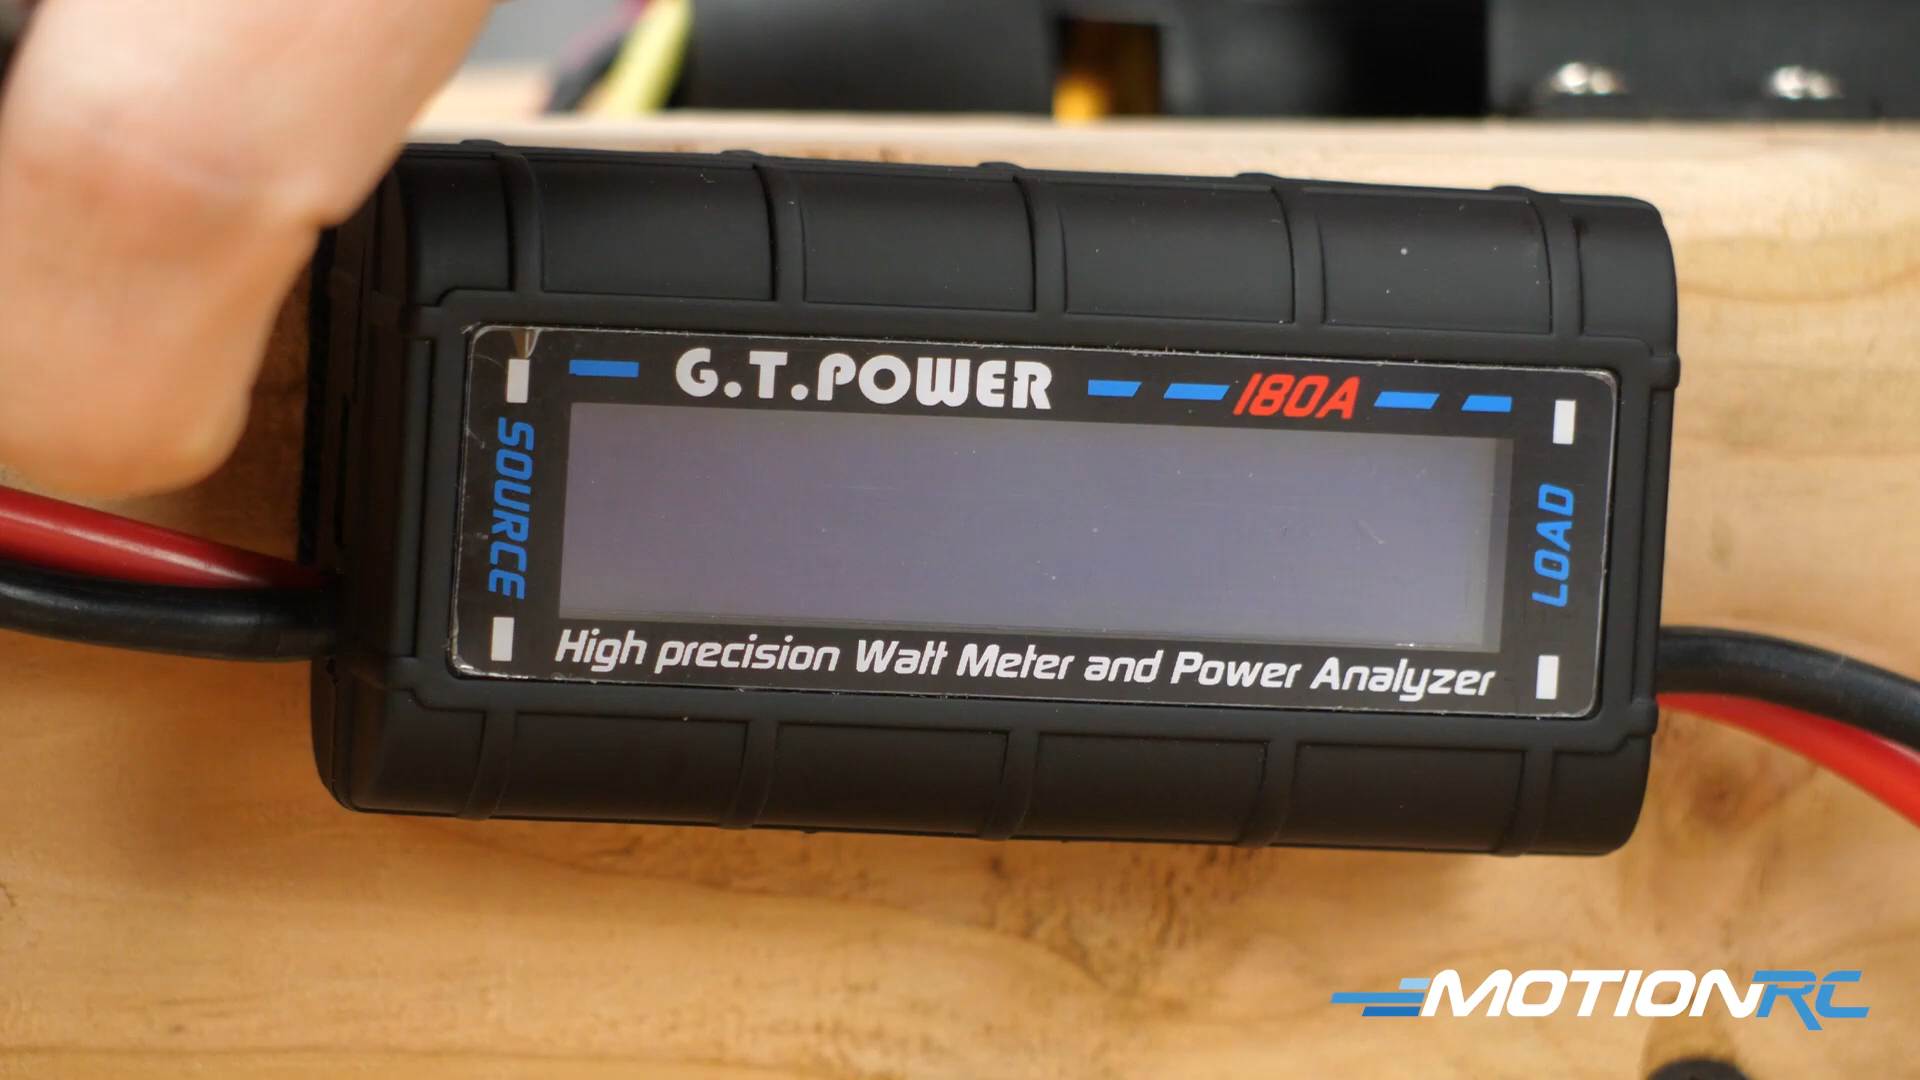 G.T.POWER 180A
SOURCE
LOAD
High precision Watt Meter and Power Analyzer
MOTIONRC